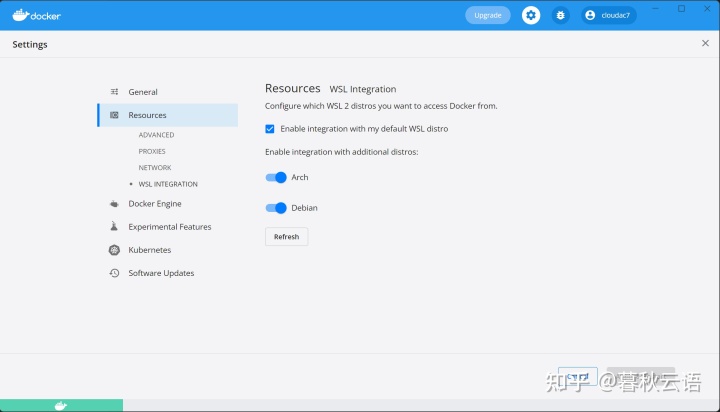 docker
Upgrade
cloudac7
Settings
General
Resources
ADVANCED
PROXIES
NETWORK
WSL INTEGRATION
Docker Engine
Experimental Features
Kubernetes
Software Updates
Resources WSL Integration
Configure which WSL 2 distros you want to access Docker from.
Enable integration with my default WSL distro
Enable integration with additional distros:
Arch
Debian
Refresh
知乎 @暮秋云语